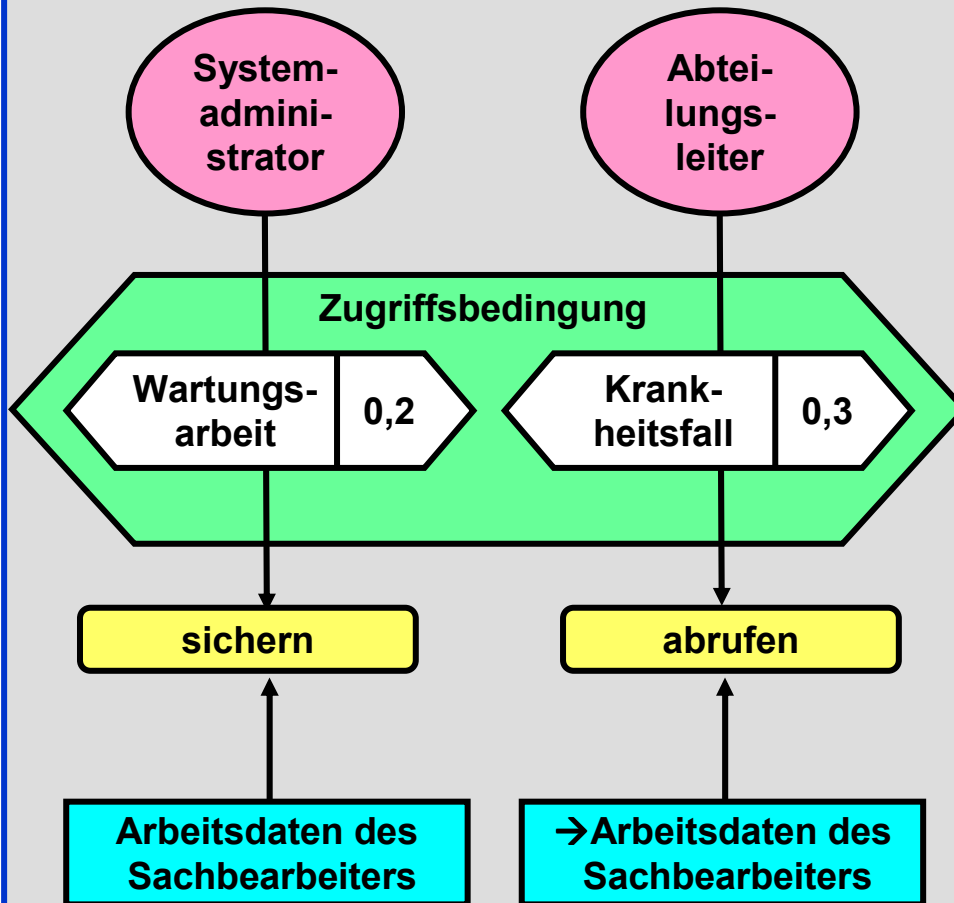 System-
admini-
strator
Abtei-
lungs-
leiter
Zugriffsbedingung
Wartungs-
arbeit
0,2
Krank-
heitsfall
0,3
sichern
abrufen
Arbeitsdaten des
Sachbearbeiters
→Arbeitsdaten des
Sachbearbeiters